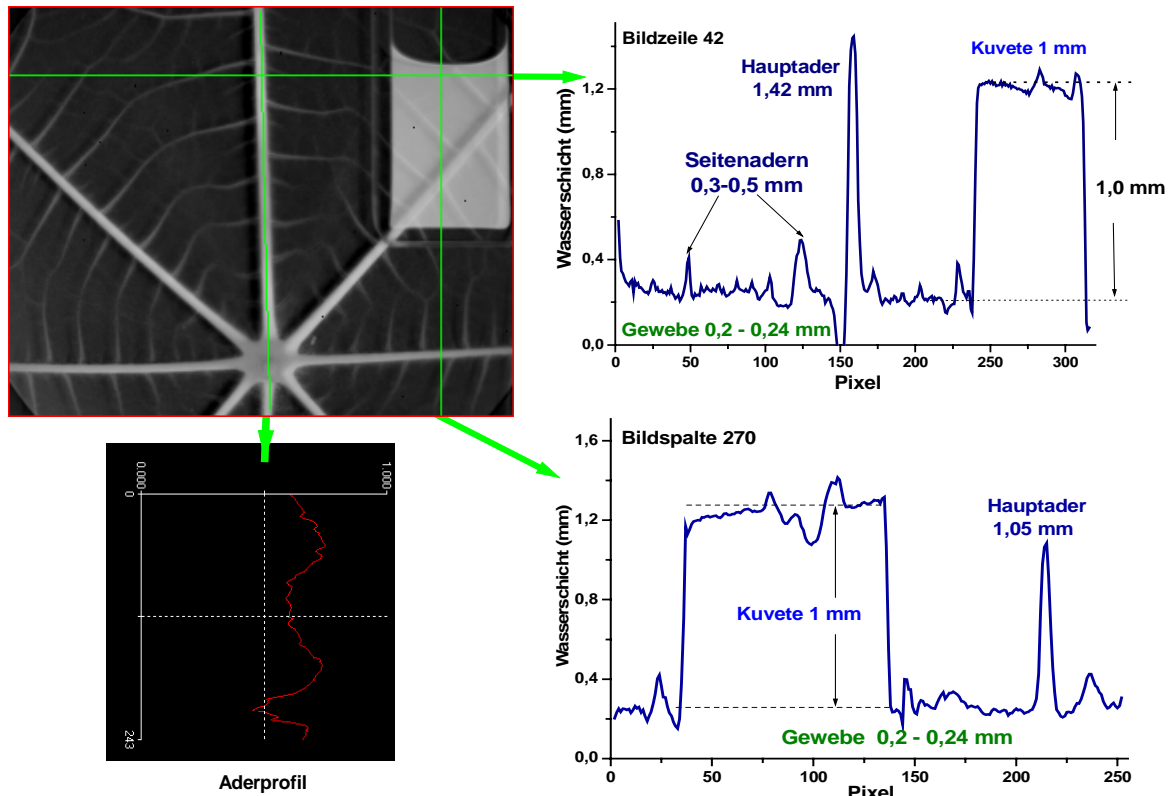 Bildzeile 42
Hauptader
1,42 mm
Kuvete 1 mm
Seitenadern
0,3-0,5 mm
1,0 mm
Gewebe 0,2 - 0,24 mm
Wasserschicht (mm)
1,2
0,8
0,4
0,0
0
50
100
150
200
250
300
Pixel
0.000
1.000
0
243
Aderprofil
Bildspalte 270
Hauptader
1,05 mm
Kuvete 1 mm
Gewebe 0,2 - 0,24 mm
Wasserschicht (mm)
1,6
1,2
0,8
0,4
0,0
0
50
100
150
200
250
Pixel